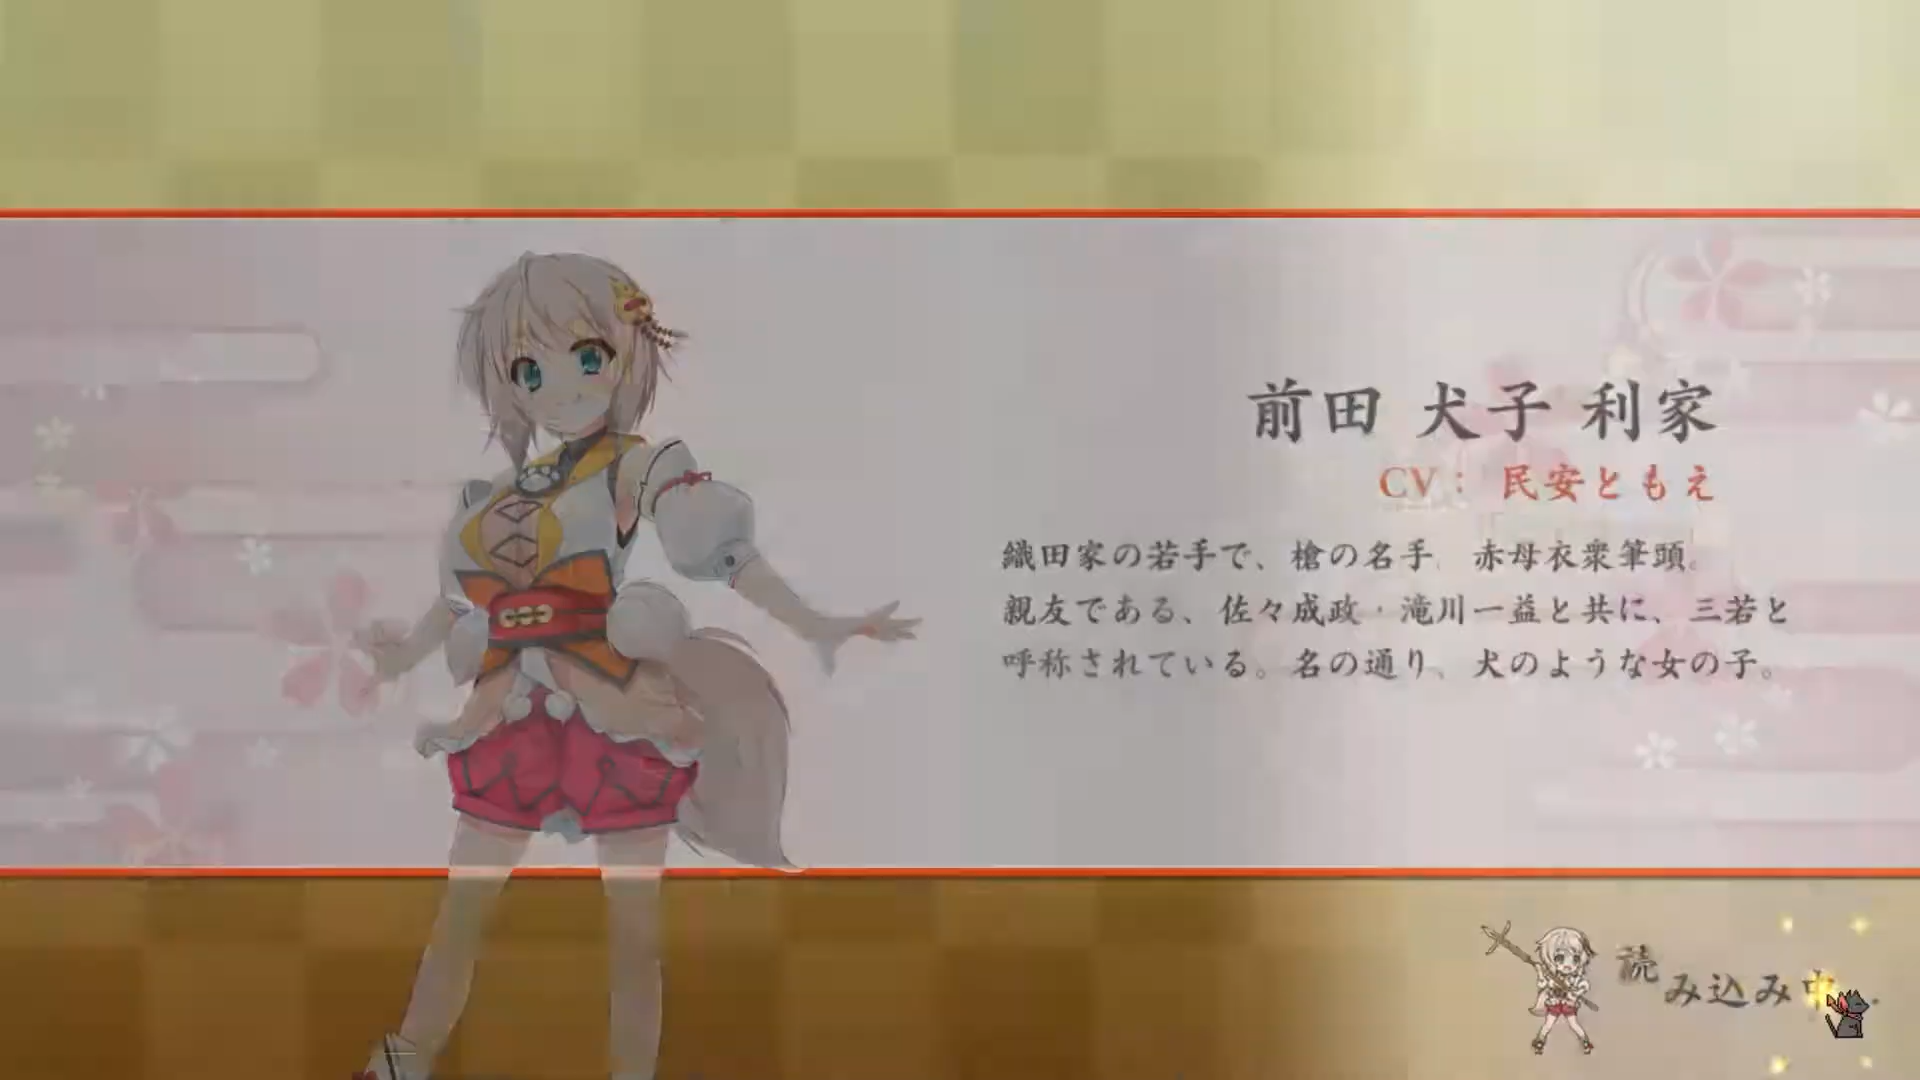 前田 犬子 利家
CV： 民安ともえ
織田家の若手で、槍の名手。赤母衣衆筆頭。
親友である、佐々成政・滝川一益と共に、三若と
呼称されている。名の通り、犬のような女の子。
読み込み中